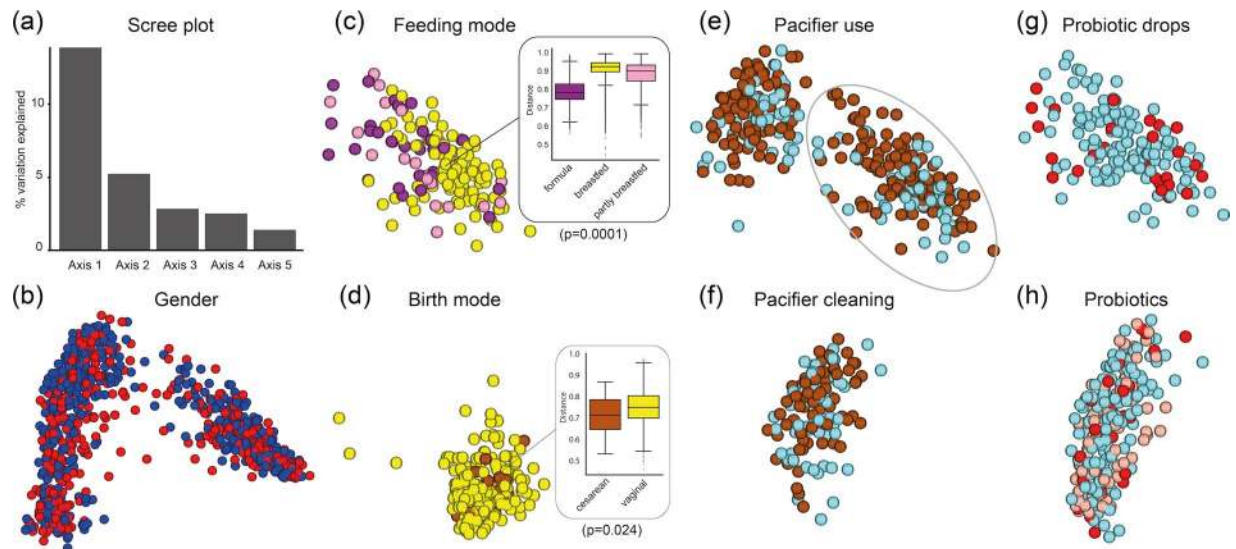 (a) Scree plot
% variation explained
10
5
0
Axis 1 Axis 2 Axis 3 Axis 4 Axis 5
(b) Gender
(c) Feeding mode
Distance
1.0
0.9
0.8
0.7
0.6
0.5
formula
breastfed
partly breastfed
(p=0.0001)
(d) Birth mode
Distance
1.0
0.9
0.8
0.7
0.6
0.5
cesarean
vaginal
(p=0.024)
(e) Pacifier use
(f) Pacifier cleaning
(g) Probiotic drops
(h) Probiotics